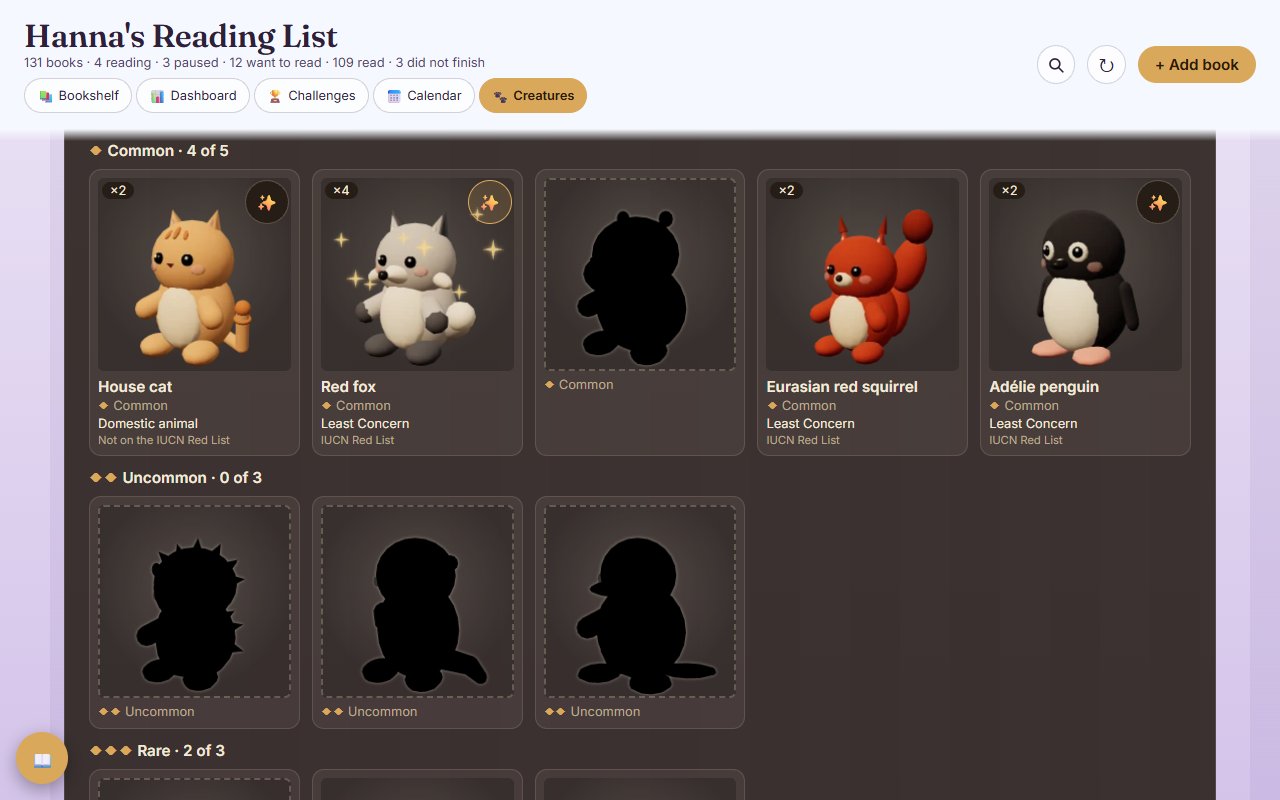 Hanna's Reading List
131 books · 4 reading · 3 paused · 12 want to read · 109 read · 3 did not finish
Bookshelf
Dashboard
Challenges
Calendar
Creatures
+ Add book
Common · 4 of 5
×2
×4
×2
×2
House cat
Common
Domestic animal
Not on the IUCN Red List
Red fox
Common
Least Concern
IUCN Red List
Common
Eurasian red squirrel
Common
Least Concern
IUCN Red List
Adélie penguin
Common
Least Concern
IUCN Red List
Uncommon · 0 of 3
Uncommon
Uncommon
Uncommon
Rare · 2 of 3